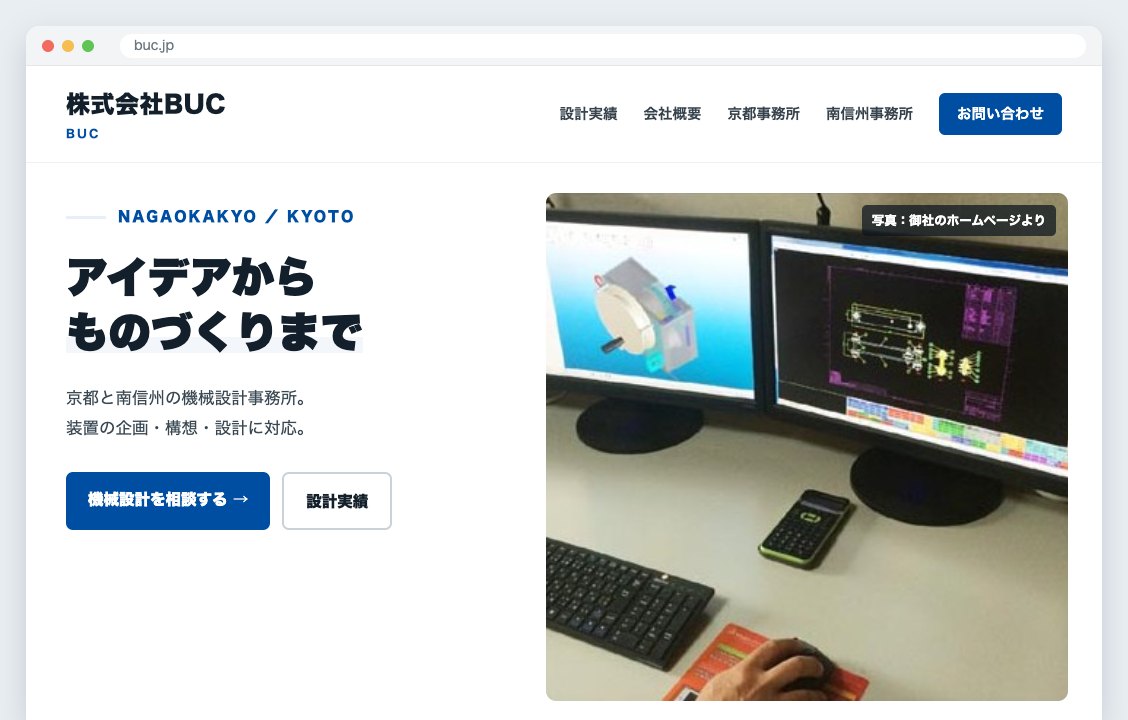 buc.jp
株式会社BUC
BUC
設計実績
会社概要
京都事務所
南信州事務所
お問い合わせ
NAGAOKAKYO ／ KYOTO
アイデアから
ものづくりまで
京都と南信州の機械設計事務所。
装置の企画・構想・設計に対応。
機械設計を相談する →
設計実績
写真：御社のホームページより